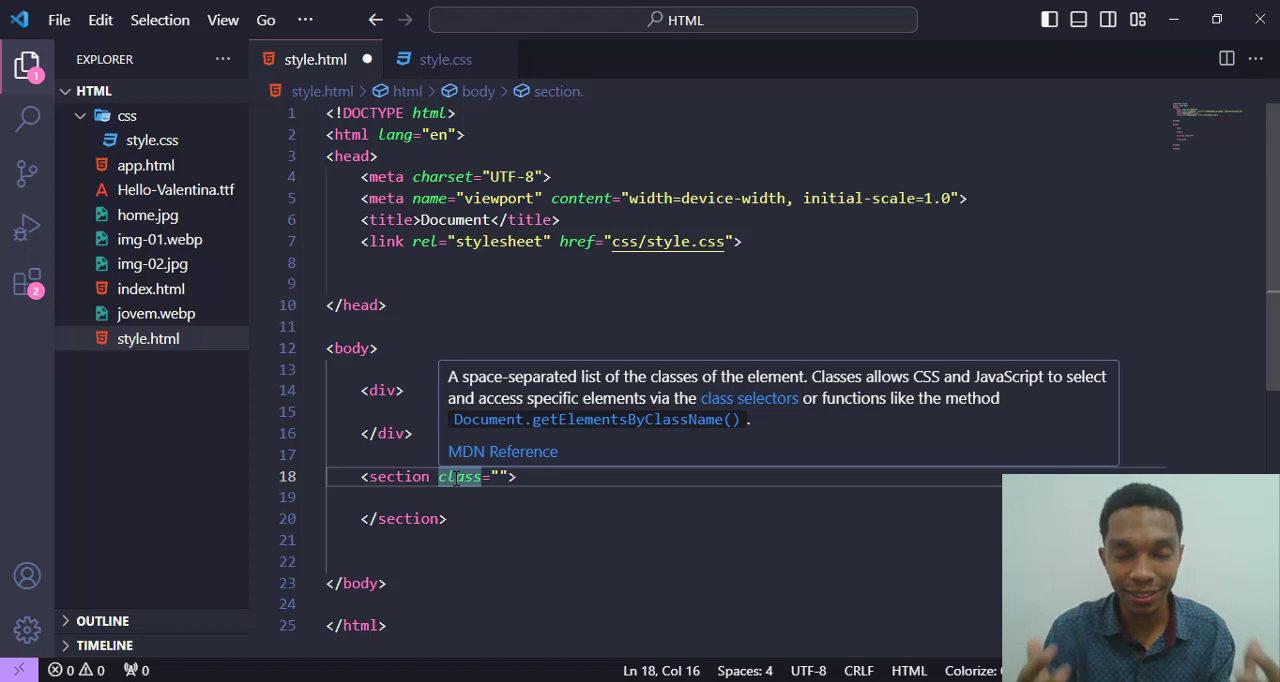 File Edit Selection View Go ··· HTML
EXPLORER ···
style.html
style.css
HTML
style.html > html > body > section.
css
style.css
app.html
Hello-Valentina.ttf
home.jpg
img-01.webp
img-02.jpg
index.html
jovem.webp
style.html
OUTLINE
TIMELINE
1
2
1 <!DOCTYPE html>
2 <html lang="en">
3 <head>
4 <meta charset="UTF-8">
5 <meta name="viewport" content="width=device-width, initial-scale=1.0">
6 <title>Document</title>
7 <link rel="stylesheet" href="css/style.css">
8
9
10 </head>
11
12 <body>
13
14 <div>
15
16 </div>
17
18 <section class="">
19
20 </section>
21
22
23 </body>
24
25 </html>
A space-separated list of the classes of the element. Classes allows CSS and JavaScript to select
and access specific elements via the class selectors or functions like the method
Document.getElementsByClassName() .
MDN Reference
0 0 0 Ln 18, Col 16 Spaces: 4 UTF-8 CRLF HTML Colorize: